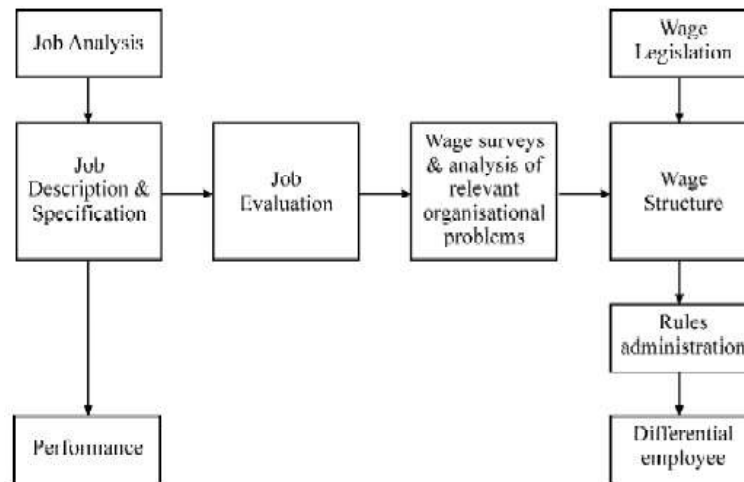 Job Analysis
Wage
Legislation
Job
Description &
Specification
Job
Evaluation
Wage surveys
& analysis of
relevant
organisational
problems
Wage
Structure
Rules
administration
Performance
Differential
employee